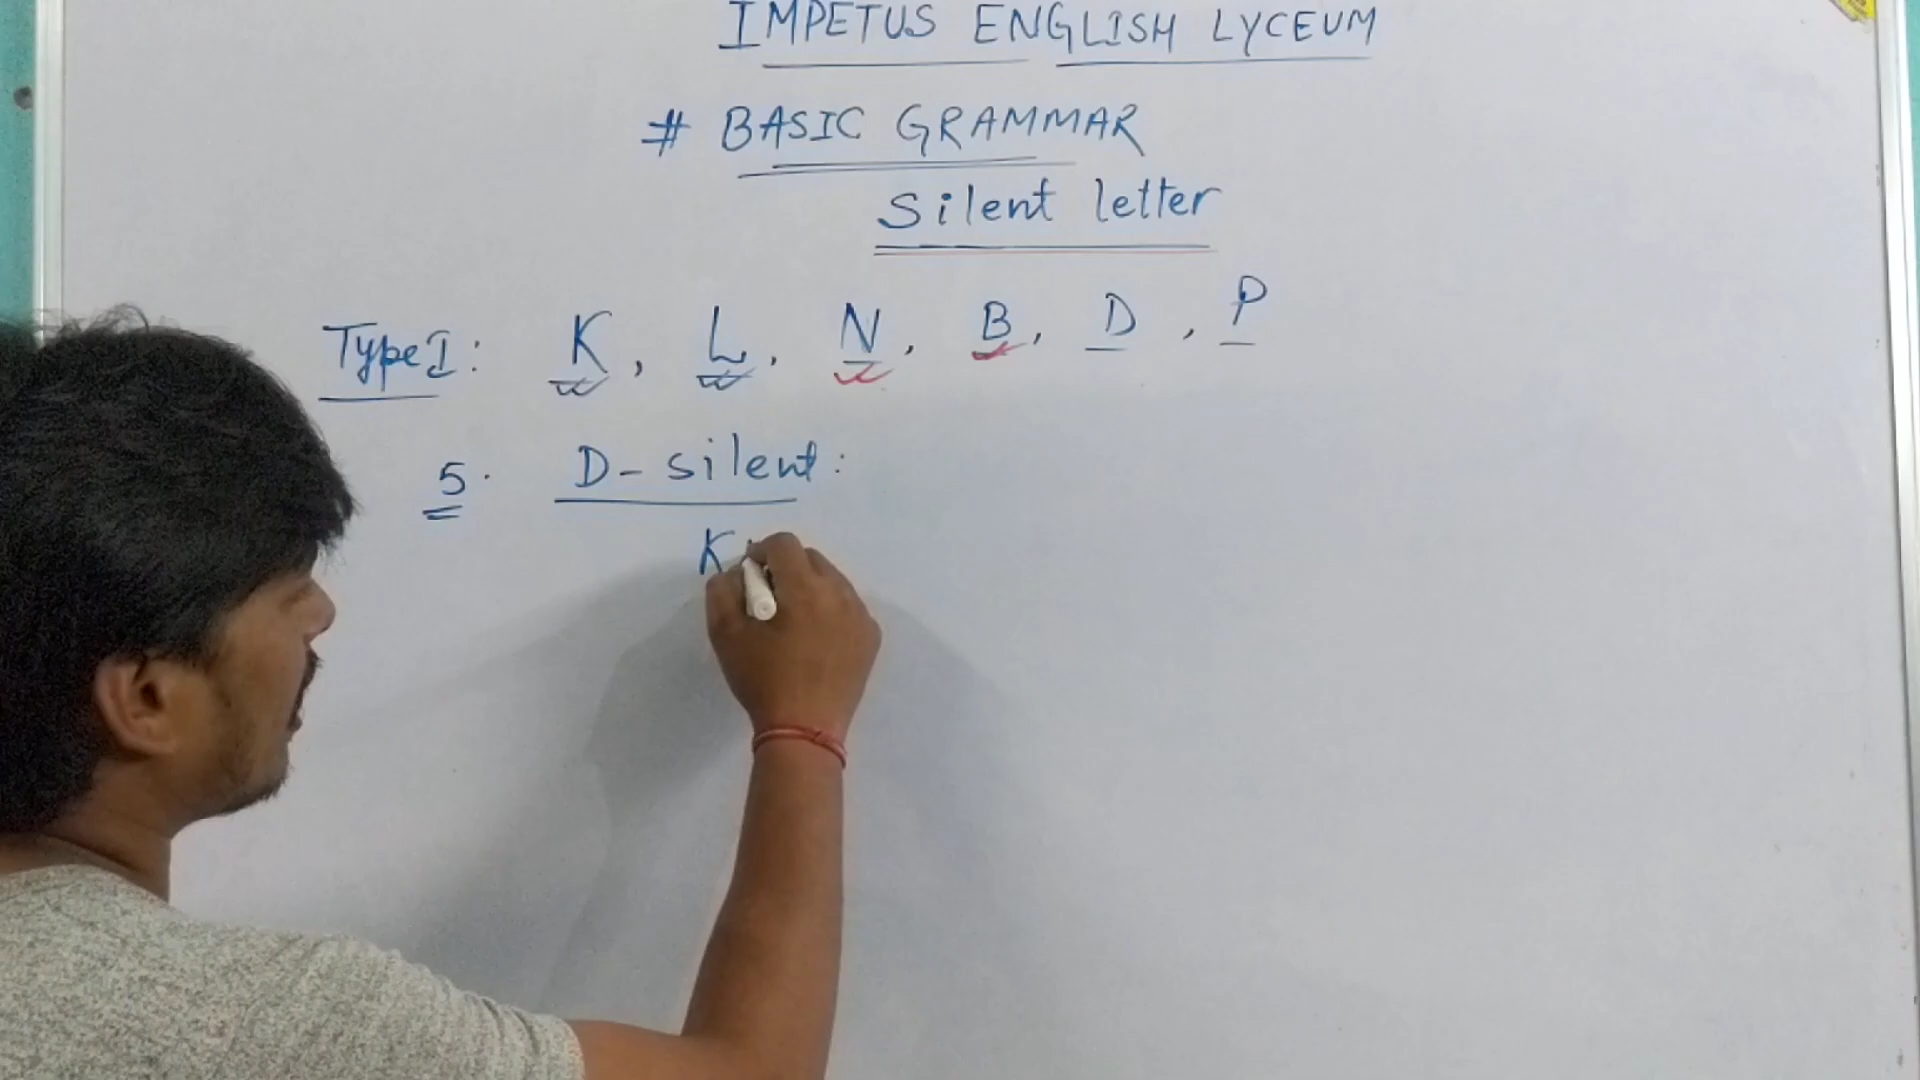 IMPETUS ENGLISH LYCEUM
# BASIC GRAMMAR
Silent letter
Type I: K, L, N, B, D, P
5. D-silent:
K